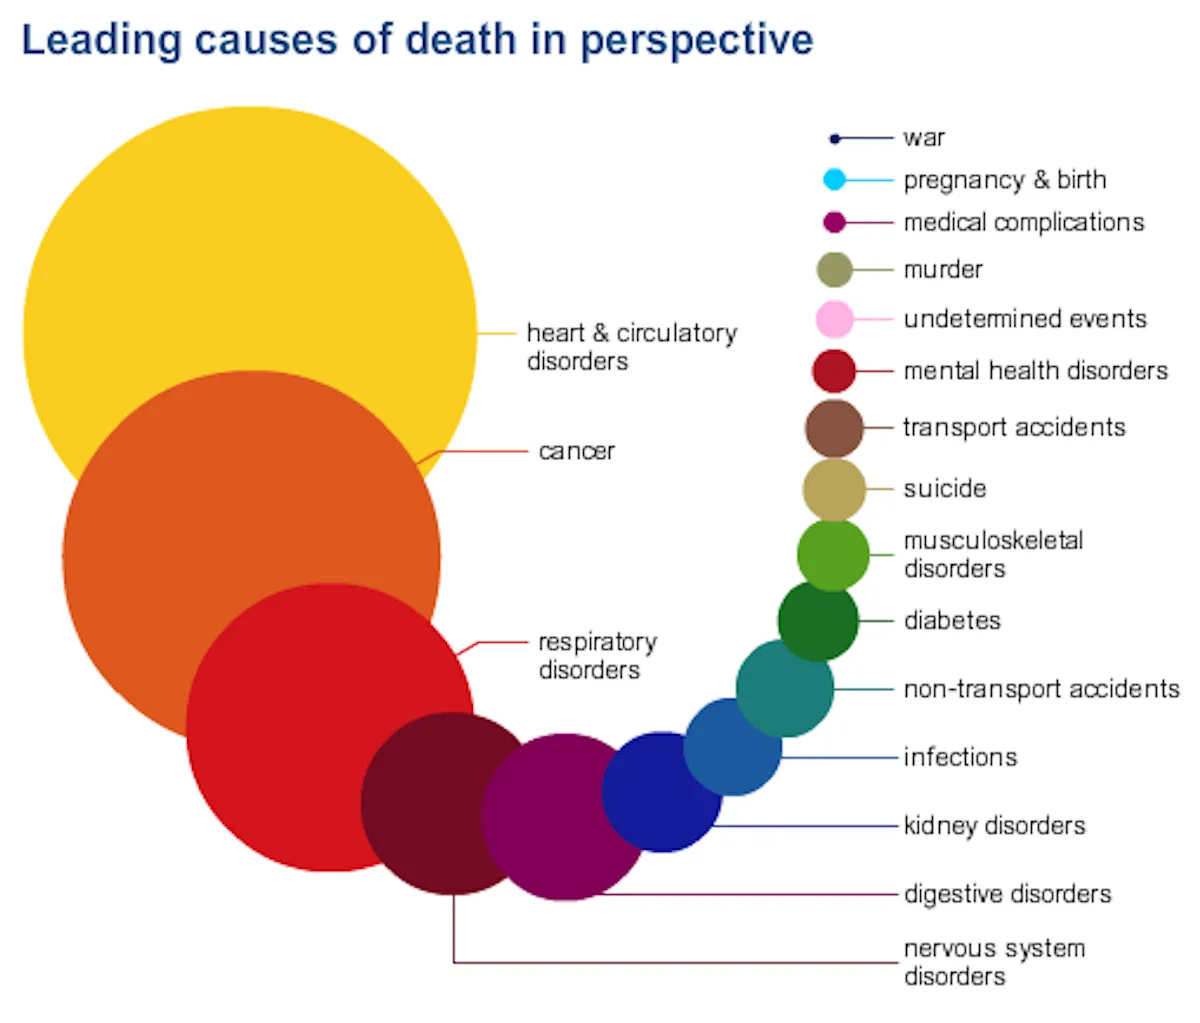 Leading causes of death in perspective
war
pregnancy & birth
medical complications
murder
undetermined events
heart & circulatory
disorders
mental health disorders
transport accidents
cancer
suicide
musculoskeletal
disorders
diabetes
respiratory
disorders
non-transport accidents
infections
kidney disorders
digestive disorders
nervous system
disorders